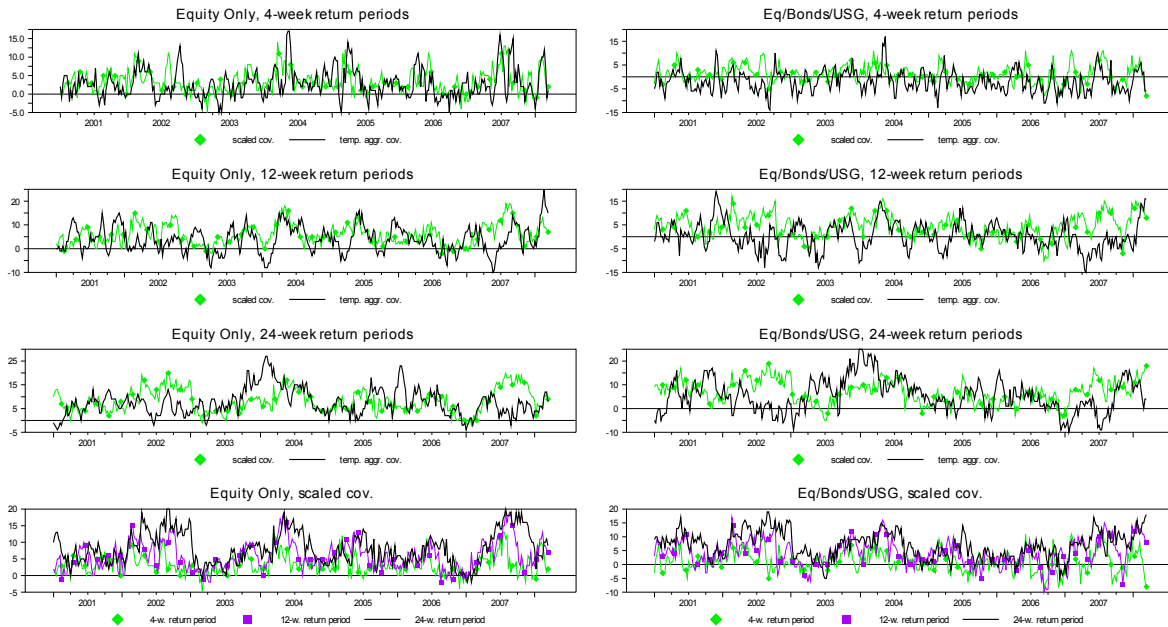 Equity Only, 4-week return periods
15.0
10.0
5.0
0.0
-5.0
2001 2002 2003 2004 2005 2006 2007
scaled cov. temp. aggr. cov.
Eq/Bonds/USG, 4-week return periods
15
5
-5
-15
2001 2002 2003 2004 2005 2006 2007
scaled cov. temp. aggr. cov.
Equity Only, 12-week return periods
20
10
0
-10
2001 2002 2003 2004 2005 2006 2007
scaled cov. temp. aggr. cov.
Eq/Bonds/USG, 12-week return periods
15
5
-5
-15
2001 2002 2003 2004 2005 2006 2007
scaled cov. temp. aggr. cov.
Equity Only, 24-week return periods
25
15
5
-5
2001 2002 2003 2004 2005 2006 2007
scaled cov. temp. aggr. cov.
Eq/Bonds/USG, 24-week return periods
20
10
0
-10
2001 2002 2003 2004 2005 2006 2007
scaled cov. temp. aggr. cov.
Equity Only, scaled cov.
20
15
10
5
0
-5
2001 2002 2003 2004 2005 2006 2007
4-w. return period 12-w. return period 24-w. return period
Eq/Bonds/USG, scaled cov.
20
15
10
5
0
-5
-10
2001 2002 2003 2004 2005 2006 2007
4-w. return period 12-w. return period 24-w. return period